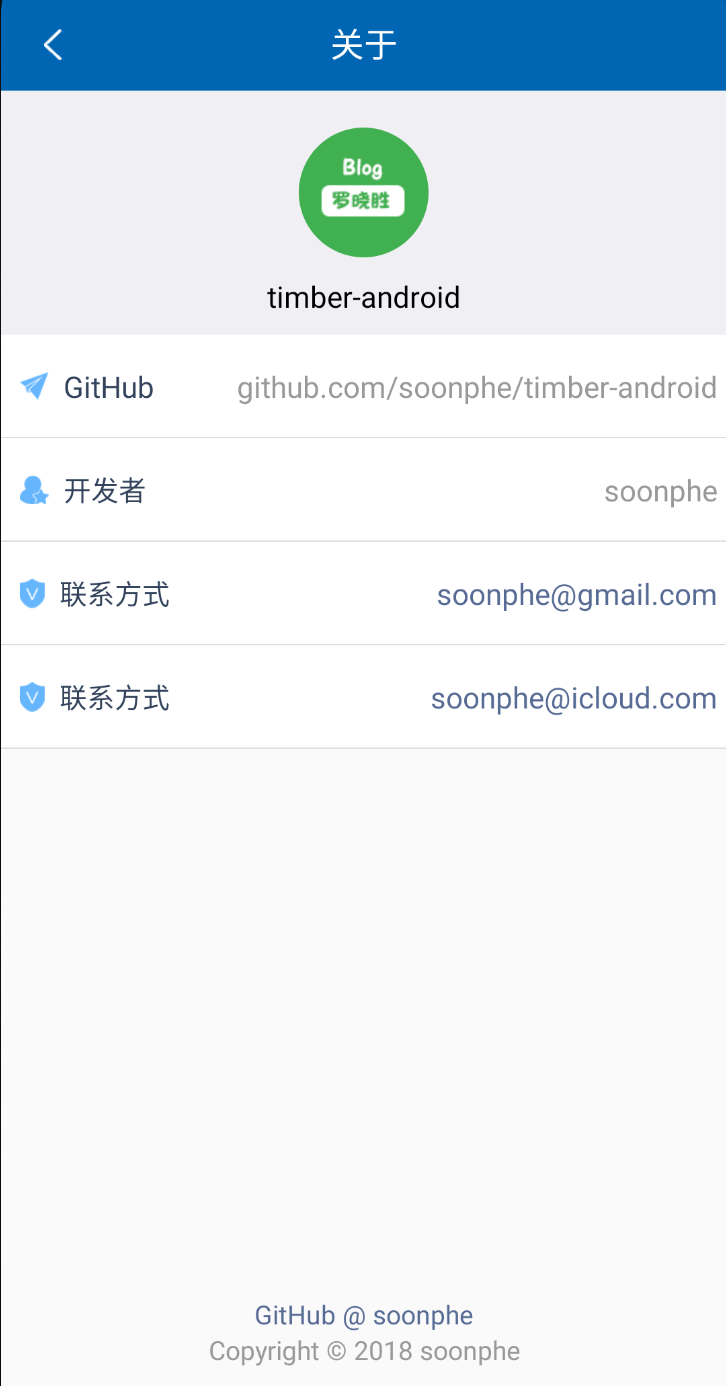 关于
Blog
罗晓胜
timber-android
GitHub github.com/soonphe/timber-android
开发者 soonphe
联系方式 soonphe@gmail.com
联系方式 soonphe@icloud.com
GitHub @ soonphe
Copyright © 2018 soonphe